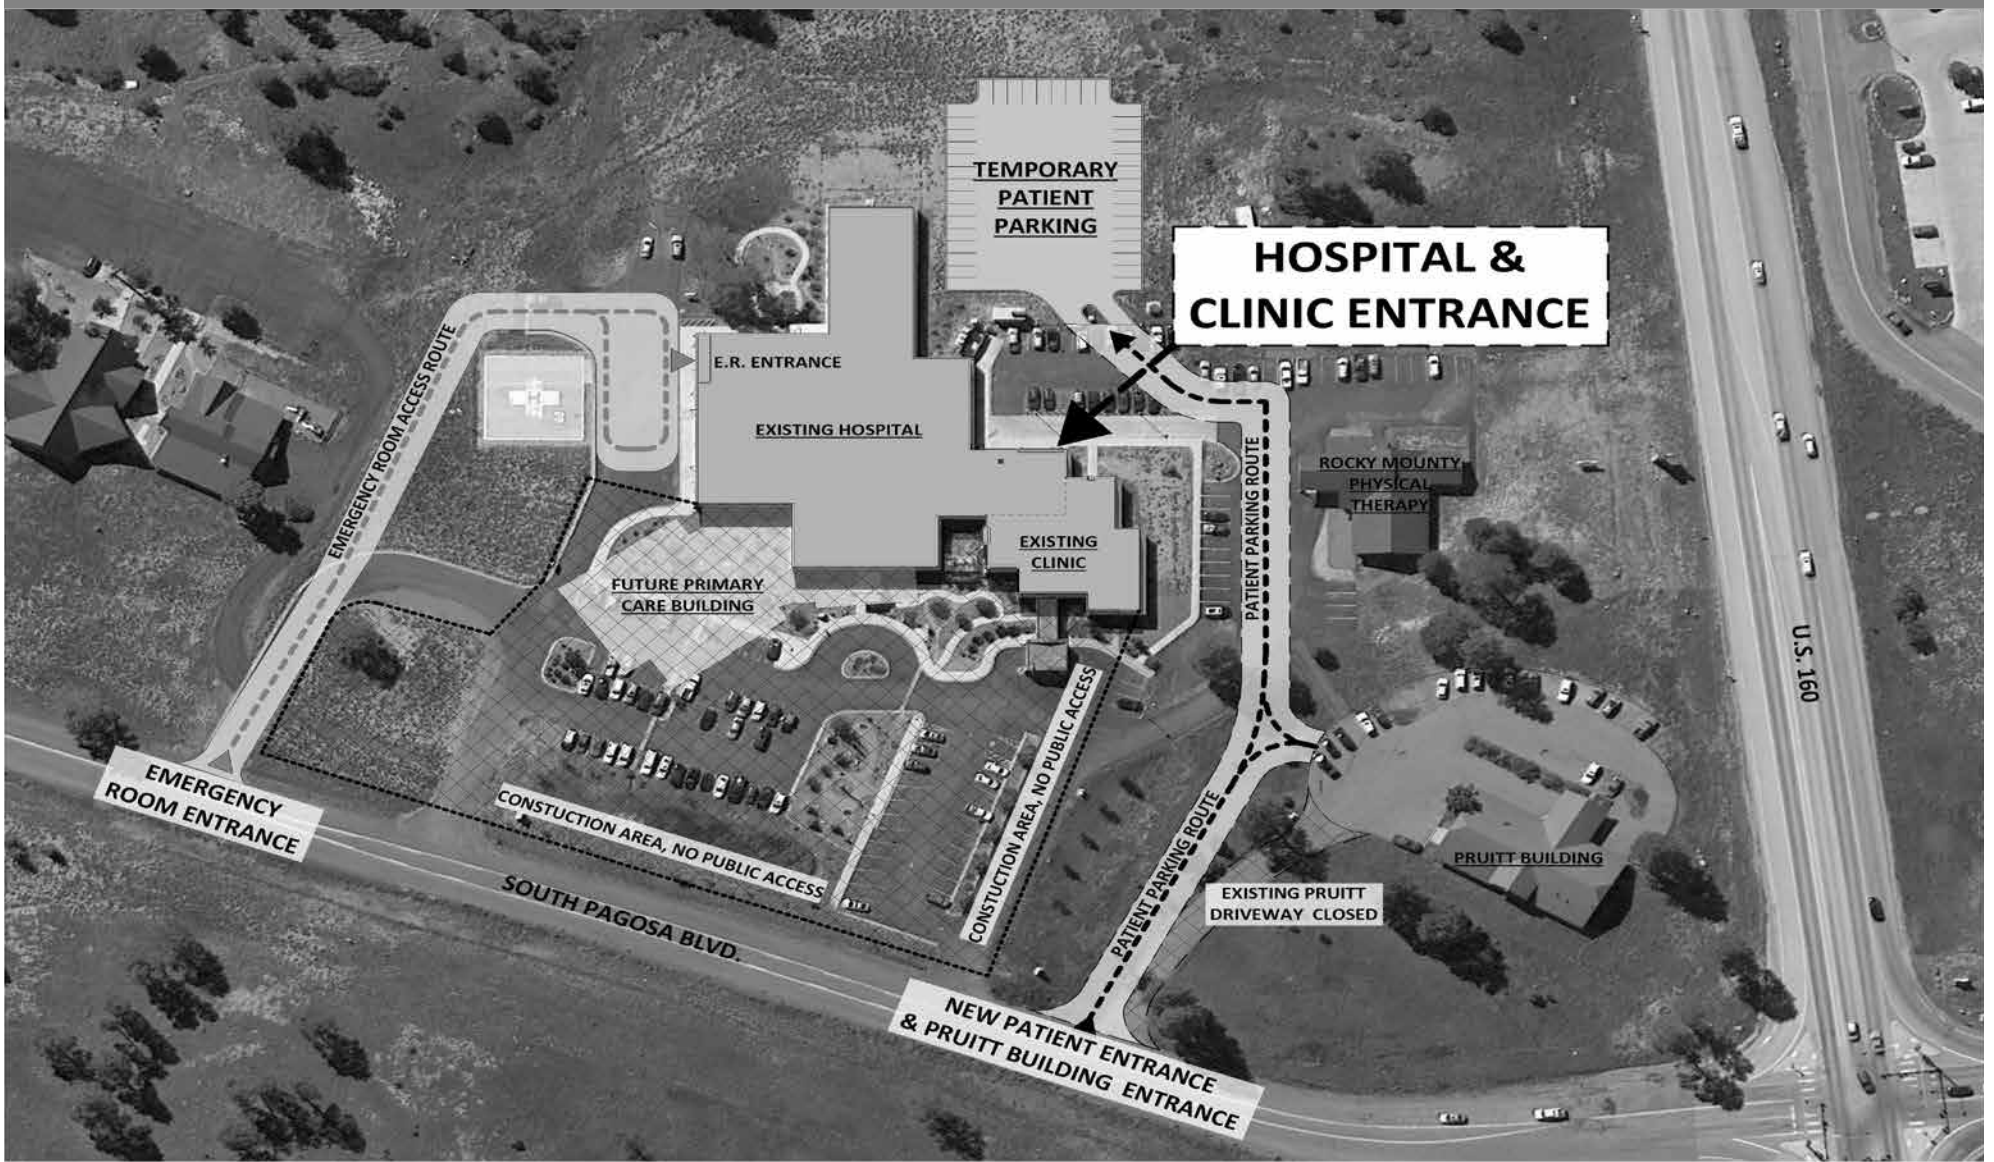 TEMPORARY
PATIENT
PARKING
HOSPITAL &
CLINIC ENTRANCE
E.R. ENTRANCE
EMERGENCY ROOM ACCESS ROUTE
H
EXISTING HOSPITAL
PATIENT PARKING ROUTE
ROCKY MOUNTY
PHYSICAL
THERAPY
EXISTING
CLINIC
FUTURE PRIMARY
CARE BUILDING
U.S. 160
CONSTUCTION AREA, NO PUBLIC ACCESS
EMERGENCY
ROOM ENTRANCE
CONSTUCTION AREA, NO PUBLIC ACCESS
PATIENT PARKING ROUTE
PRUITT BUILDING
EXISTING PRUITT
DRIVEWAY CLOSED
SOUTH PAGOSA BLVD.
NEW PATIENT ENTRANCE
& PRUITT BUILDING ENTRANCE